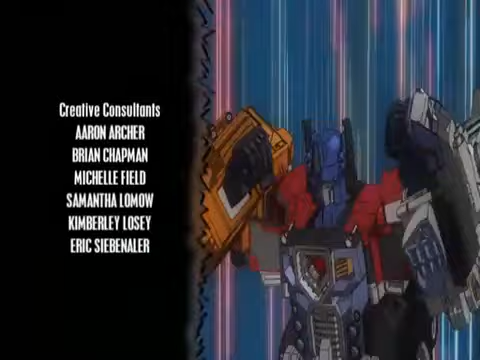 Creative Consultants
AARON ARCHER
BRIAN CHAPMAN
MICHELLE FIELD
SAMANTHA LOMOW
KIMBERLEY LOSEY
ERIC SIEBENALER